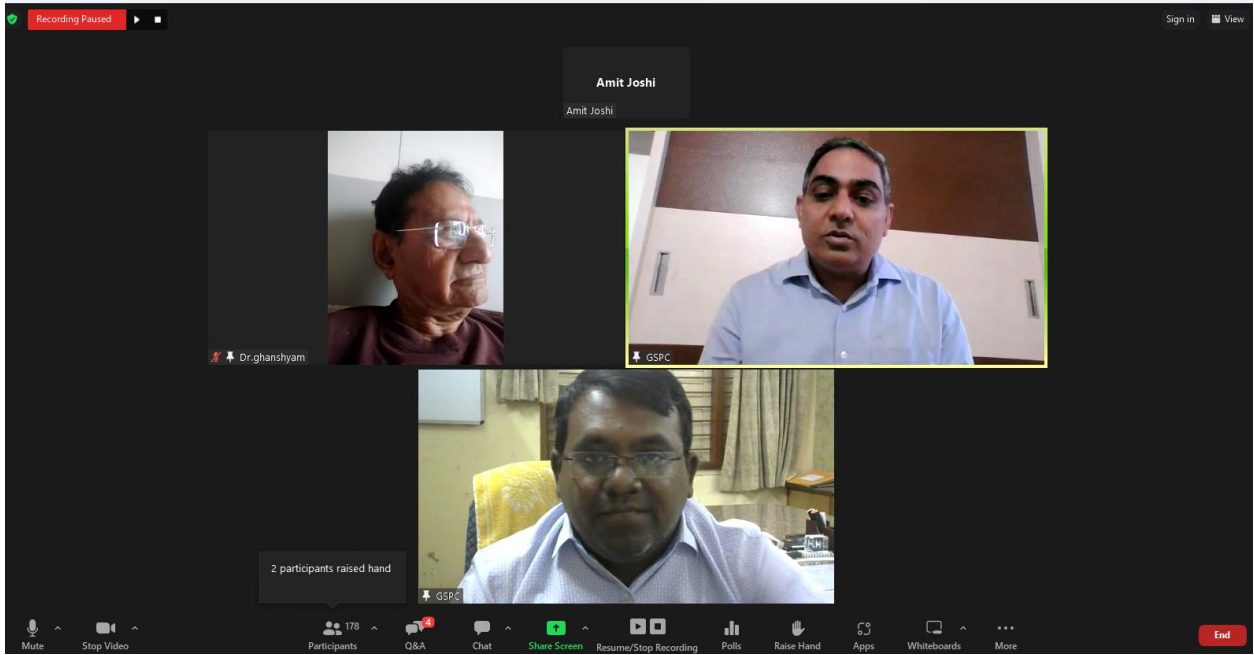 Recording Paused
Sign in
View
Amit Joshi
Amit Joshi
Dr.ghanshyam
GSPC
GSPC
2 participants raised hand
178
4
Mute
Stop Video
Participants
Q&A
Chat
Share Screen
Resume/Stop Recording
Polls
Raise Hand
Apps
Whiteboards
More
End